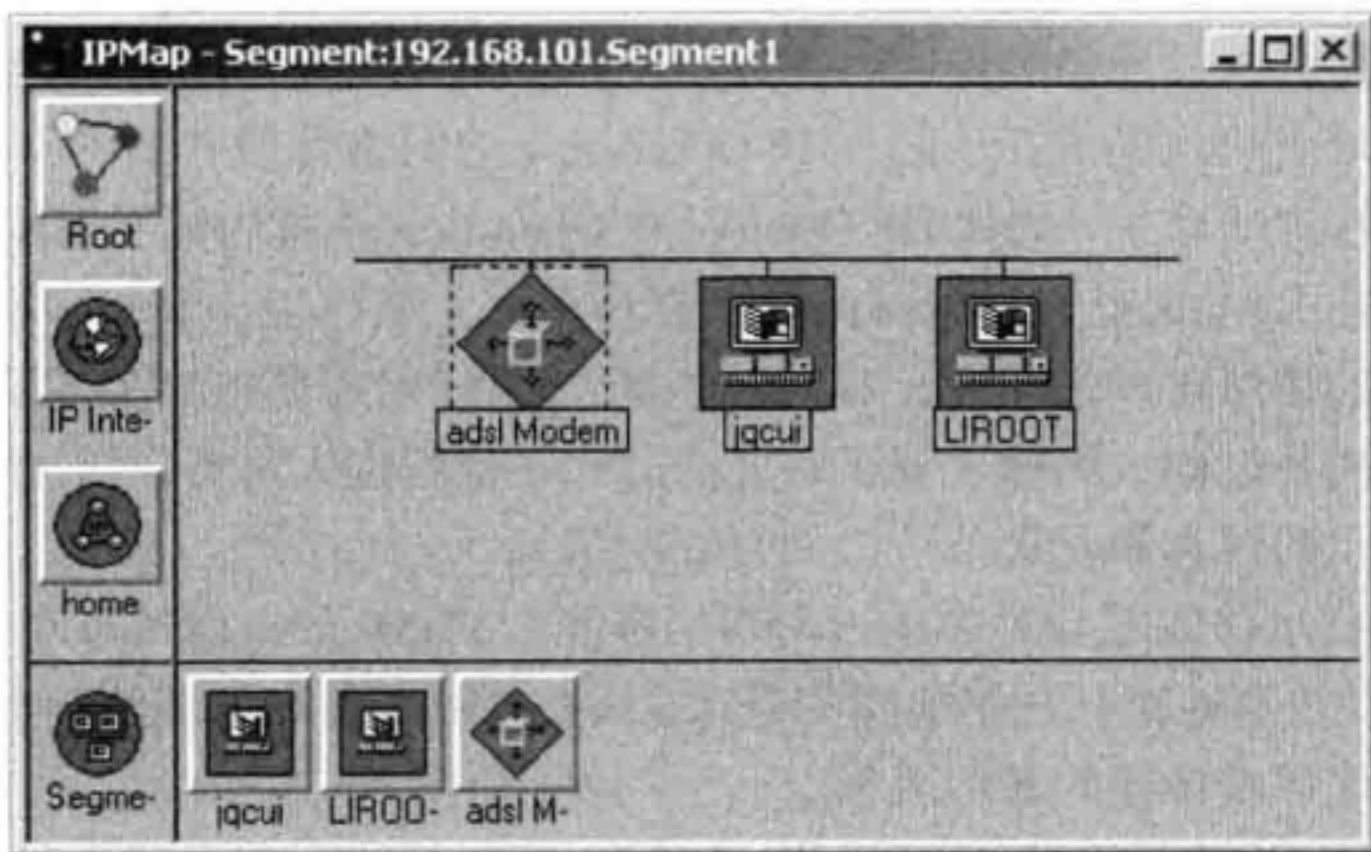 IPMap - Segment:192.168.101.Segment1
Root
IP Inte-
home
adsl Modem
jqcui
LIROOT
Segme-
jqcui
LIROO-
adsl M-